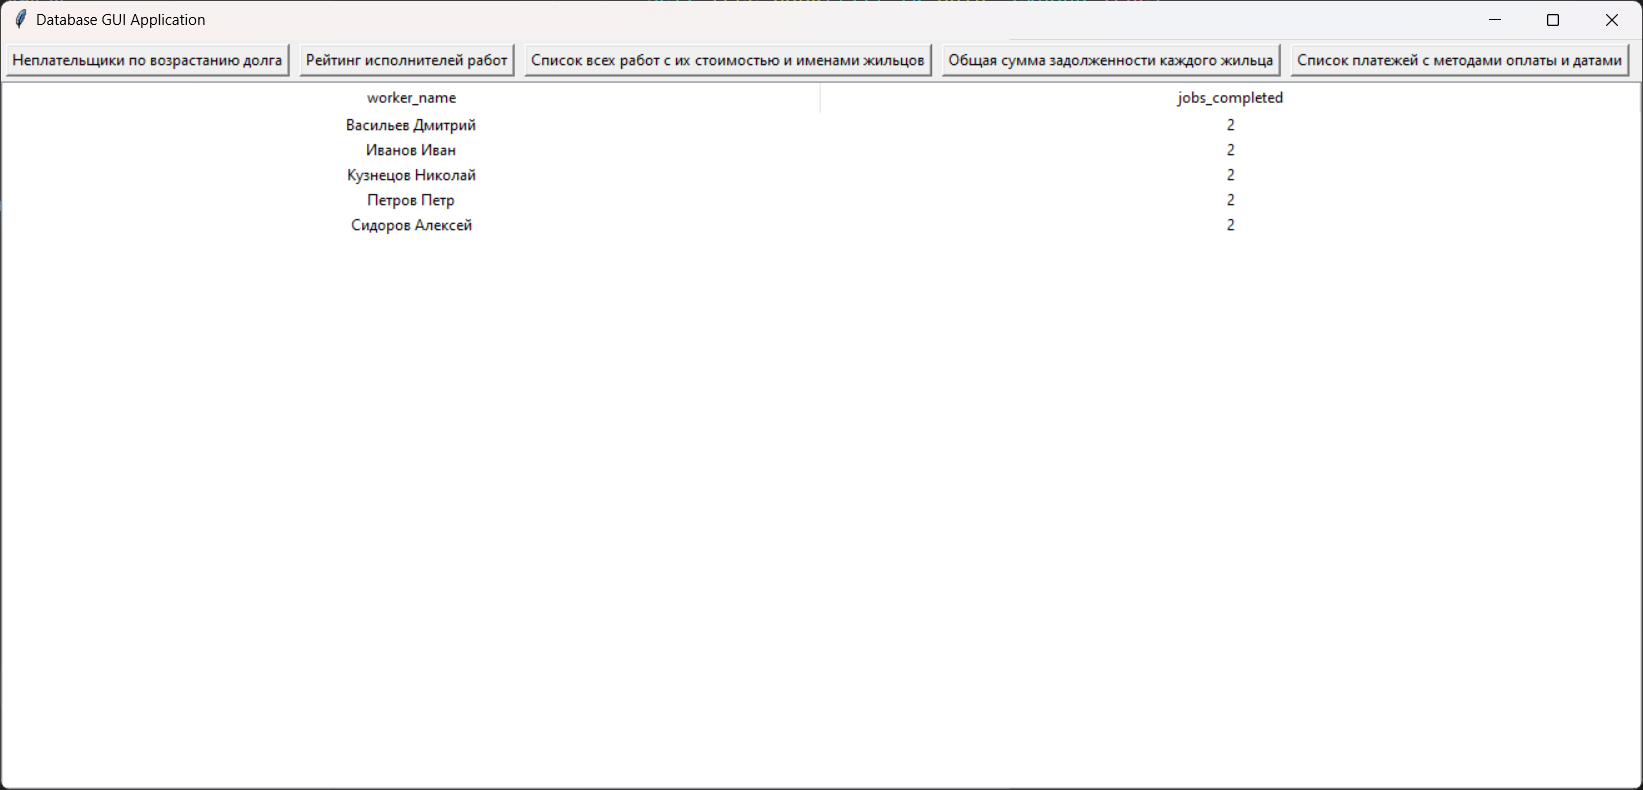 Database GUI Application
Неплательщики по возрастанию долга Рейтинг исполнителей работ Список всех работ с их стоимостью и именами жильцов Общая сумма задолженности каждого жильца Список платежей с методами оплаты и датами
worker_name jobs_completed
Васильев Дмитрий 2
Иванов Иван 2
Кузнецов Николай 2
Петров Петр 2
Сидоров Алексей 2